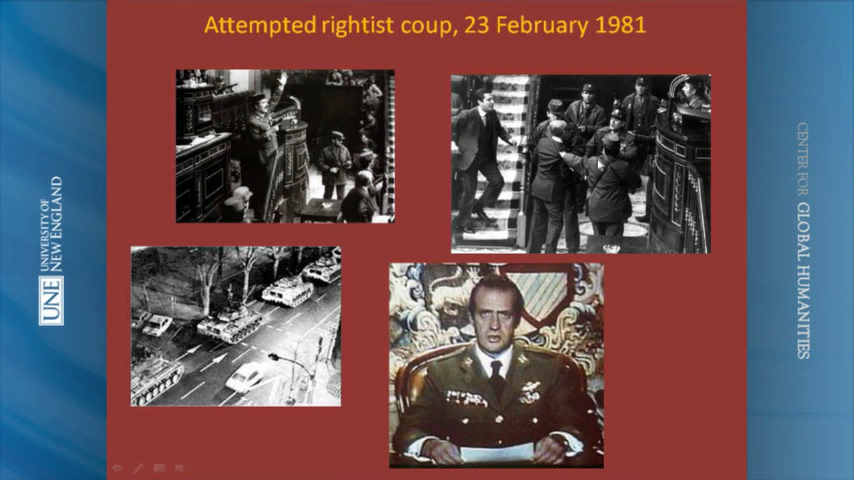 Attempted rightist coup, 23 February 1981
UNE
UNIVERSITY OF
NEW ENGLAND
CENTER FOR GLOBAL HUMANITIES